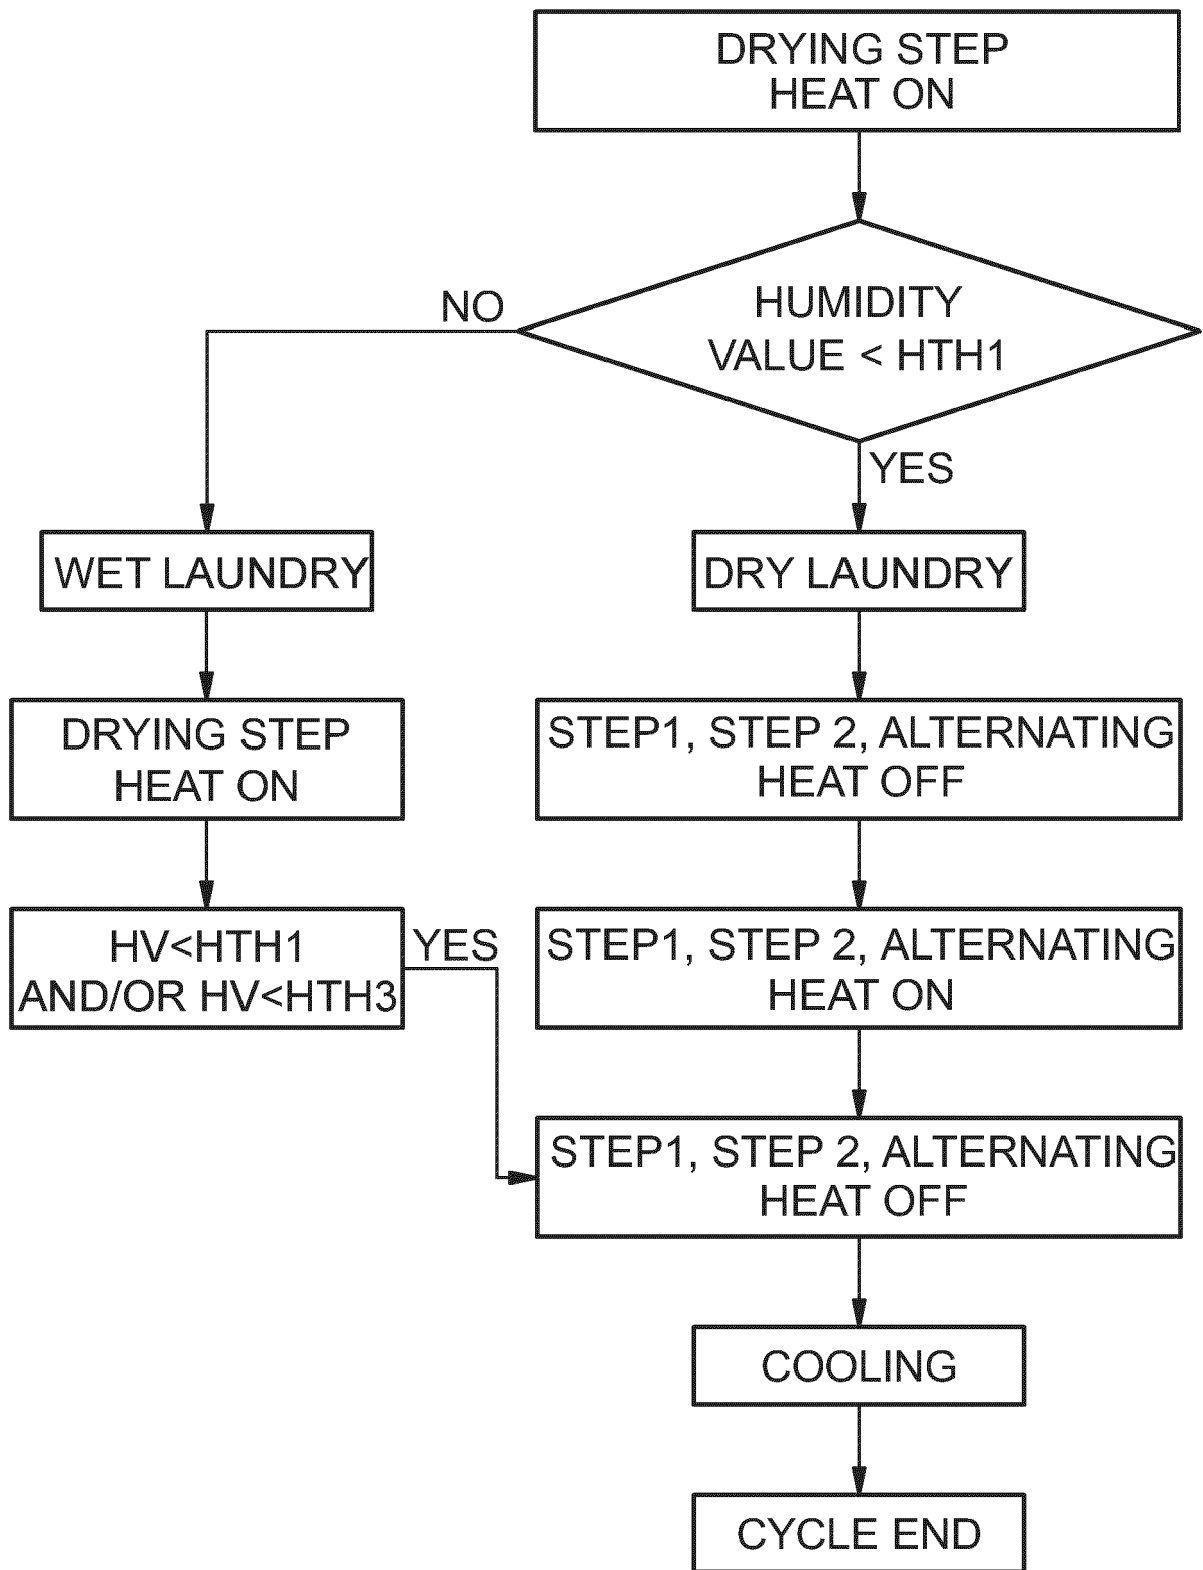 DRYING STEP
HEAT ON
HUMIDITY
VALUE < HTH1
NO
YES
WET LAUNDRY
DRY LAUNDRY
DRYING STEP
HEAT ON
STEP1, STEP 2, ALTERNATING
HEAT OFF
HV<HTH1
AND/OR HV<HTH3
YES
STEP1, STEP 2, ALTERNATING
HEAT ON
STEP1, STEP 2, ALTERNATING
HEAT OFF
COOLING
CYCLE END